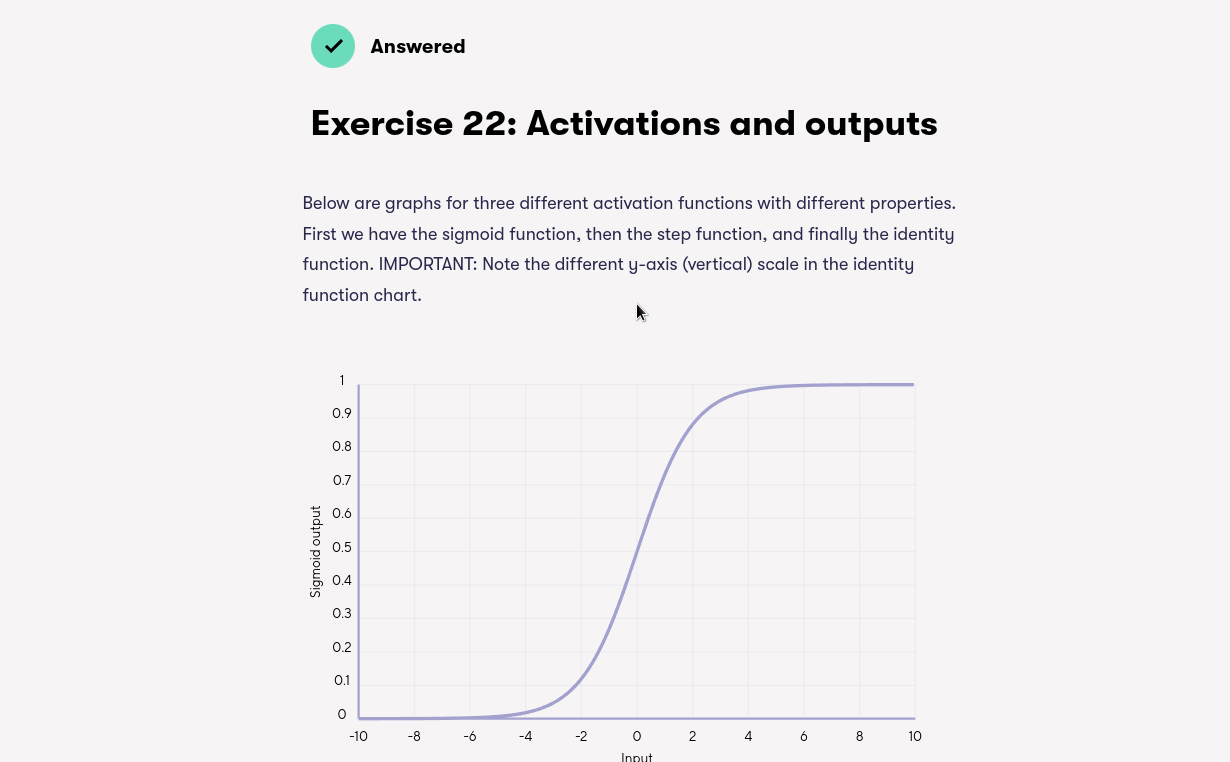 Answered
Exercise 22: Activations and outputs
Below are graphs for three different activation functions with different properties.
First we have the sigmoid function, then the step function, and finally the identity
function. IMPORTANT: Note the different y-axis (vertical) scale in the identity
function chart.
1
0.9
0.8
0.7
0.6
0.5
0.4
0.3
0.2
0.1
0
Sigmoid output
-10 -8 -6 -4 -2 0 2 4 6 8 10
Input